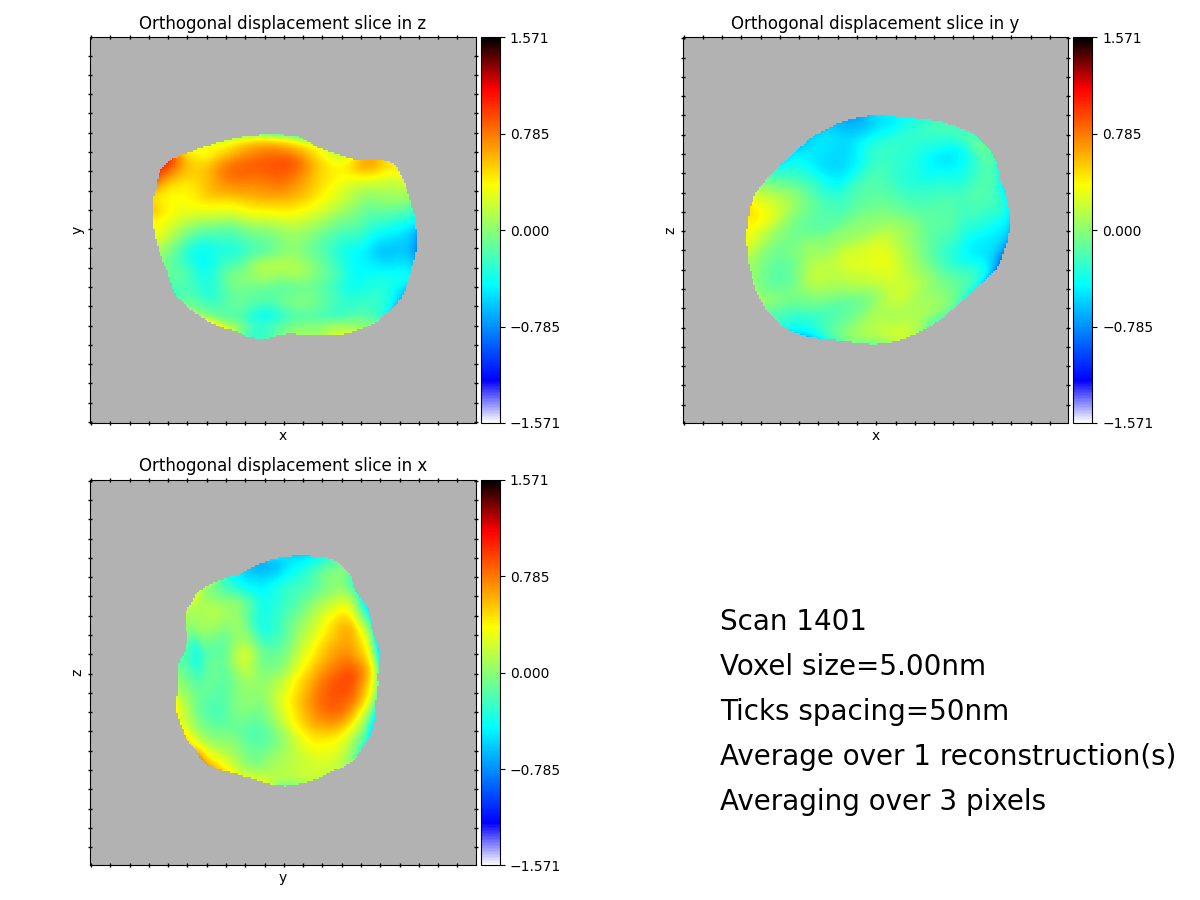 Orthogonal displacement slice in z
1.571
0.785
0.000
−0.785
−1.571
y
x
Orthogonal displacement slice in y
1.571
0.785
0.000
−0.785
−1.571
z
x
Orthogonal displacement slice in x
1.571
0.785
0.000
−0.785
−1.571
z
y
Scan 1401
Voxel size=5.00nm
Ticks spacing=50nm
Average over 1 reconstruction(s)
Averaging over 3 pixels